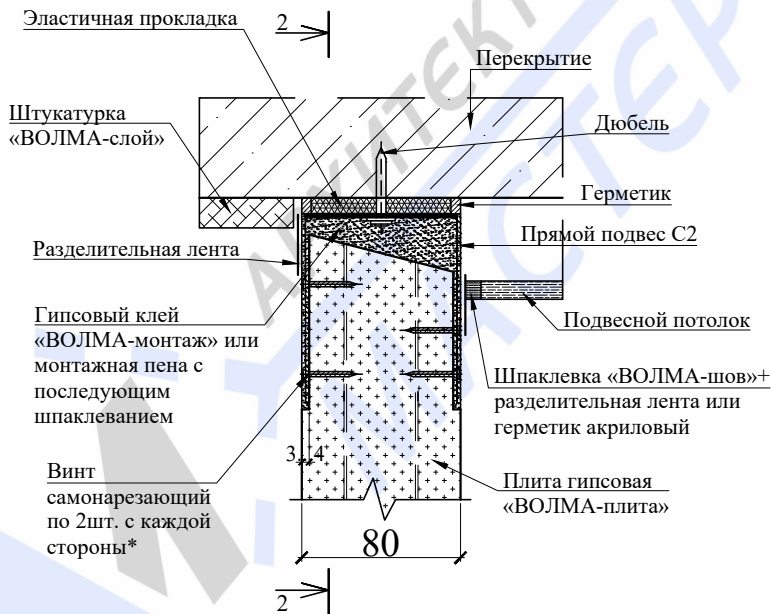 Эластичная прокладка
2
Перекрытие
Штукатурка
«ВОЛМА-слой»
Дюбель
Герметик
Разделительная лента
Прямой подвес С2
Гипсовый клей
«ВОЛМА-монтаж» или
монтажная пена с
последующим
шпаклеванием
Подвесной потолок
Шпаклевка «ВОЛМА-шов»+
разделительная лента или
герметик акриловый
3
4
Винт
самонарезающий
по 2шт. с каждой
стороны*
Плита гипсовая
«ВОЛМА-плита»
80
2
АРХИТЕКТ
МАСТЕР